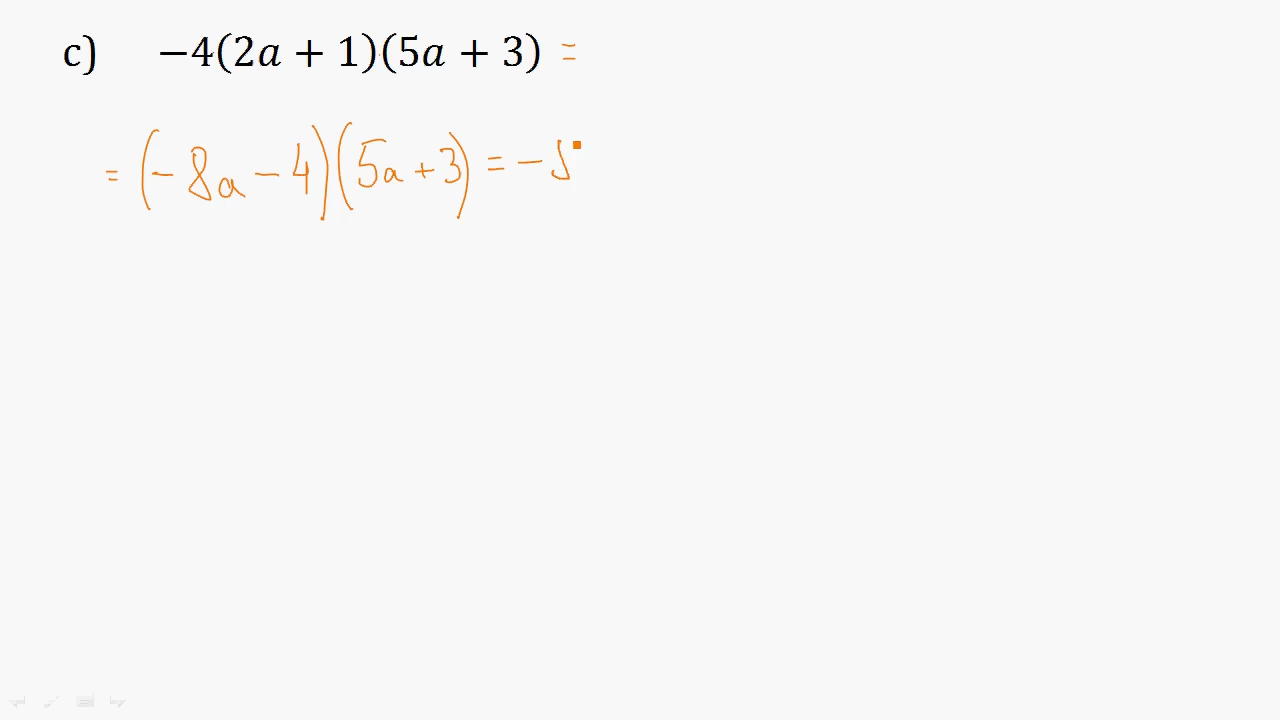 c) −4(2a + 1)(5a + 3) =
= (−8a − 4)(5a + 3) = −